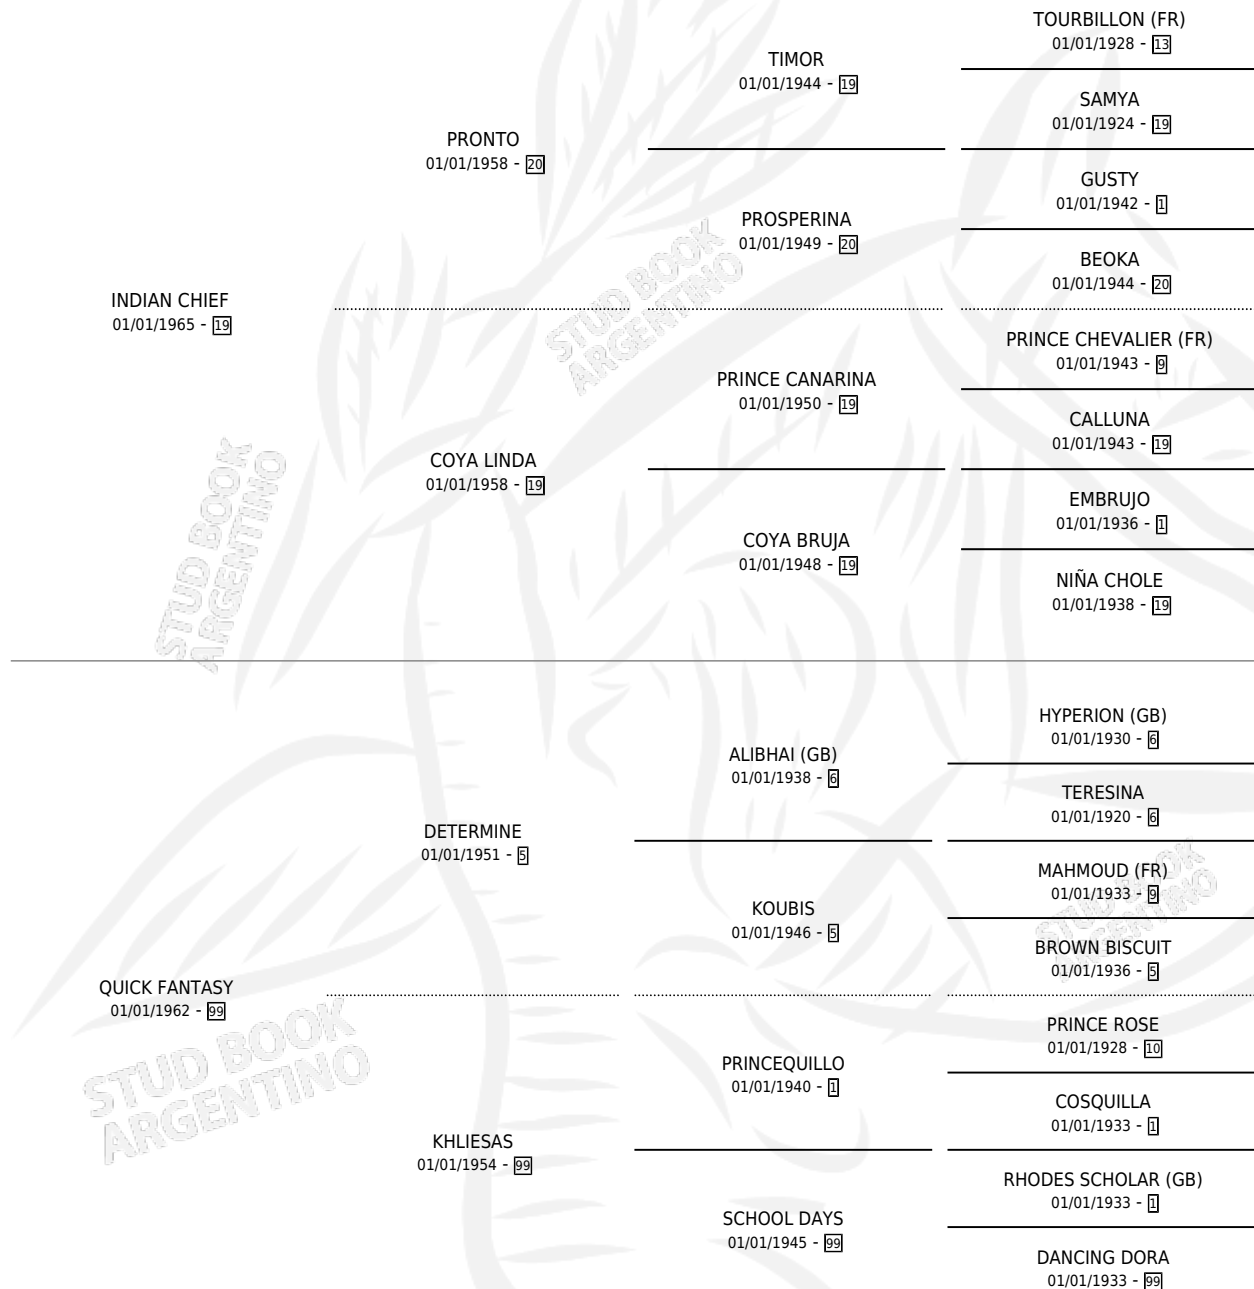 TOURBILLON (FR)
01/01/1928 - 13
TIMOR
01/01/1944 - 19
SAMYA
01/01/1924 - 19
PRONTO
01/01/1958 - 20
GUSTY
01/01/1942 - 1
PROSPERINA
01/01/1949 - 20
BEOKA
01/01/1944 - 20
INDIAN CHIEF
01/01/1965 - 19
STUD BOOK
ARGENTINO
PRINCE CHEVALIER (FR)
01/01/1943 - 9
PRINCE CANARINA
01/01/1950 - 19
CALLUNA
01/01/1943 - 19
COYA LINDA
01/01/1958 - 19
EMBRUJO
01/01/1936 - 1
COYA BRUJA
01/01/1948 - 19
NIÑA CHOLE
01/01/1938 - 19
STUD BOOK
ARGENTINO
HYPERION (GB)
01/01/1930 - 6
ALIBHAI (GB)
01/01/1938 - 6
TERESINA
01/01/1920 - 6
DETERMINE
01/01/1951 - 5
MAHMOUD (FR)
01/01/1933 - 9
KOUBIS
01/01/1946 - 5
BROWN BISCUIT
01/01/1936 - 5
STUD BOOK
ARGENTINO
QUICK FANTASY
01/01/1962 - 99
PRINCE ROSE
01/01/1928 - 10
PRINCEQUILLO
01/01/1940 - 1
COSQUILLA
01/01/1933 - 1
STUD BOOK
ARGENTINO
KHLIESAS
01/01/1954 - 99
RHODES SCHOLAR (GB)
01/01/1933 - 1
SCHOOL DAYS
01/01/1945 - 99
DANCING DORA
01/01/1933 - 99